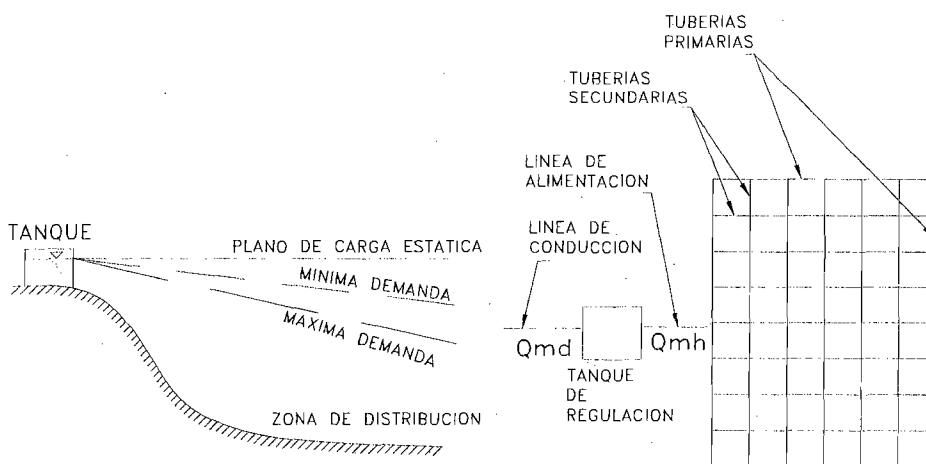 TUBERIAS
PRIMARIAS
TUBERIAS
SECUNDARIAS
LINEA DE
ALIMENTACION
LINEA DE
CONDUCCION
TANQUE
PLANO DE CARGA ESTATICA
MINIMA DEMANDA
MAXIMA DEMANDA
ZONA DE DISTRIBUCION
Qmd
Qmh
TANQUE
DE
REGULACION